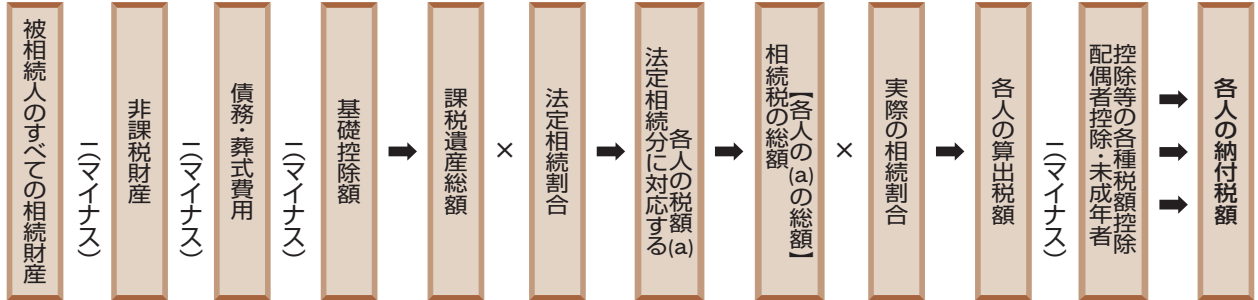 被相続人のすべての相続財産
−(マイナス)
非課税財産
−(マイナス)
債務・葬式費用
−(マイナス)
基礎控除額
➡
課税遺産総額
×
法定相続割合
➡
法定相続分に対応する
各人の税額(a)
➡
相続税の総額
【各人の(a)の総額】
×
実際の相続割合
➡
各人の算出税額
−(マイナス)
配偶者控除・未成年者
控除等の各種税額控除
➡
➡
➡
各人の納付税額